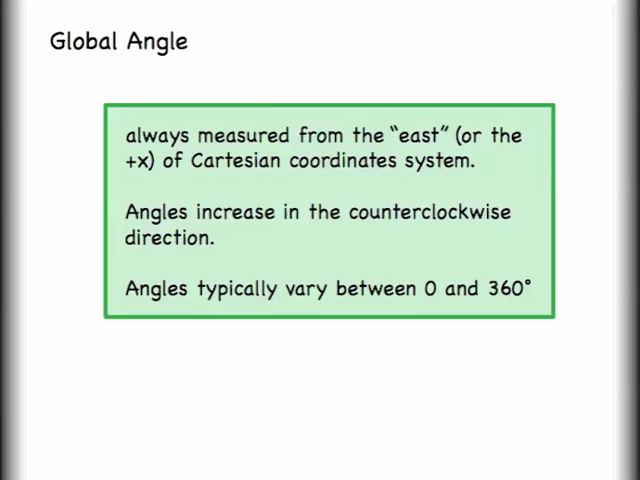 Global Angle
always measured from the "east" (or the
+x) of Cartesian coordinates system.
Angles increase in the counterclockwise
direction.
Angles typically vary between 0 and 360°